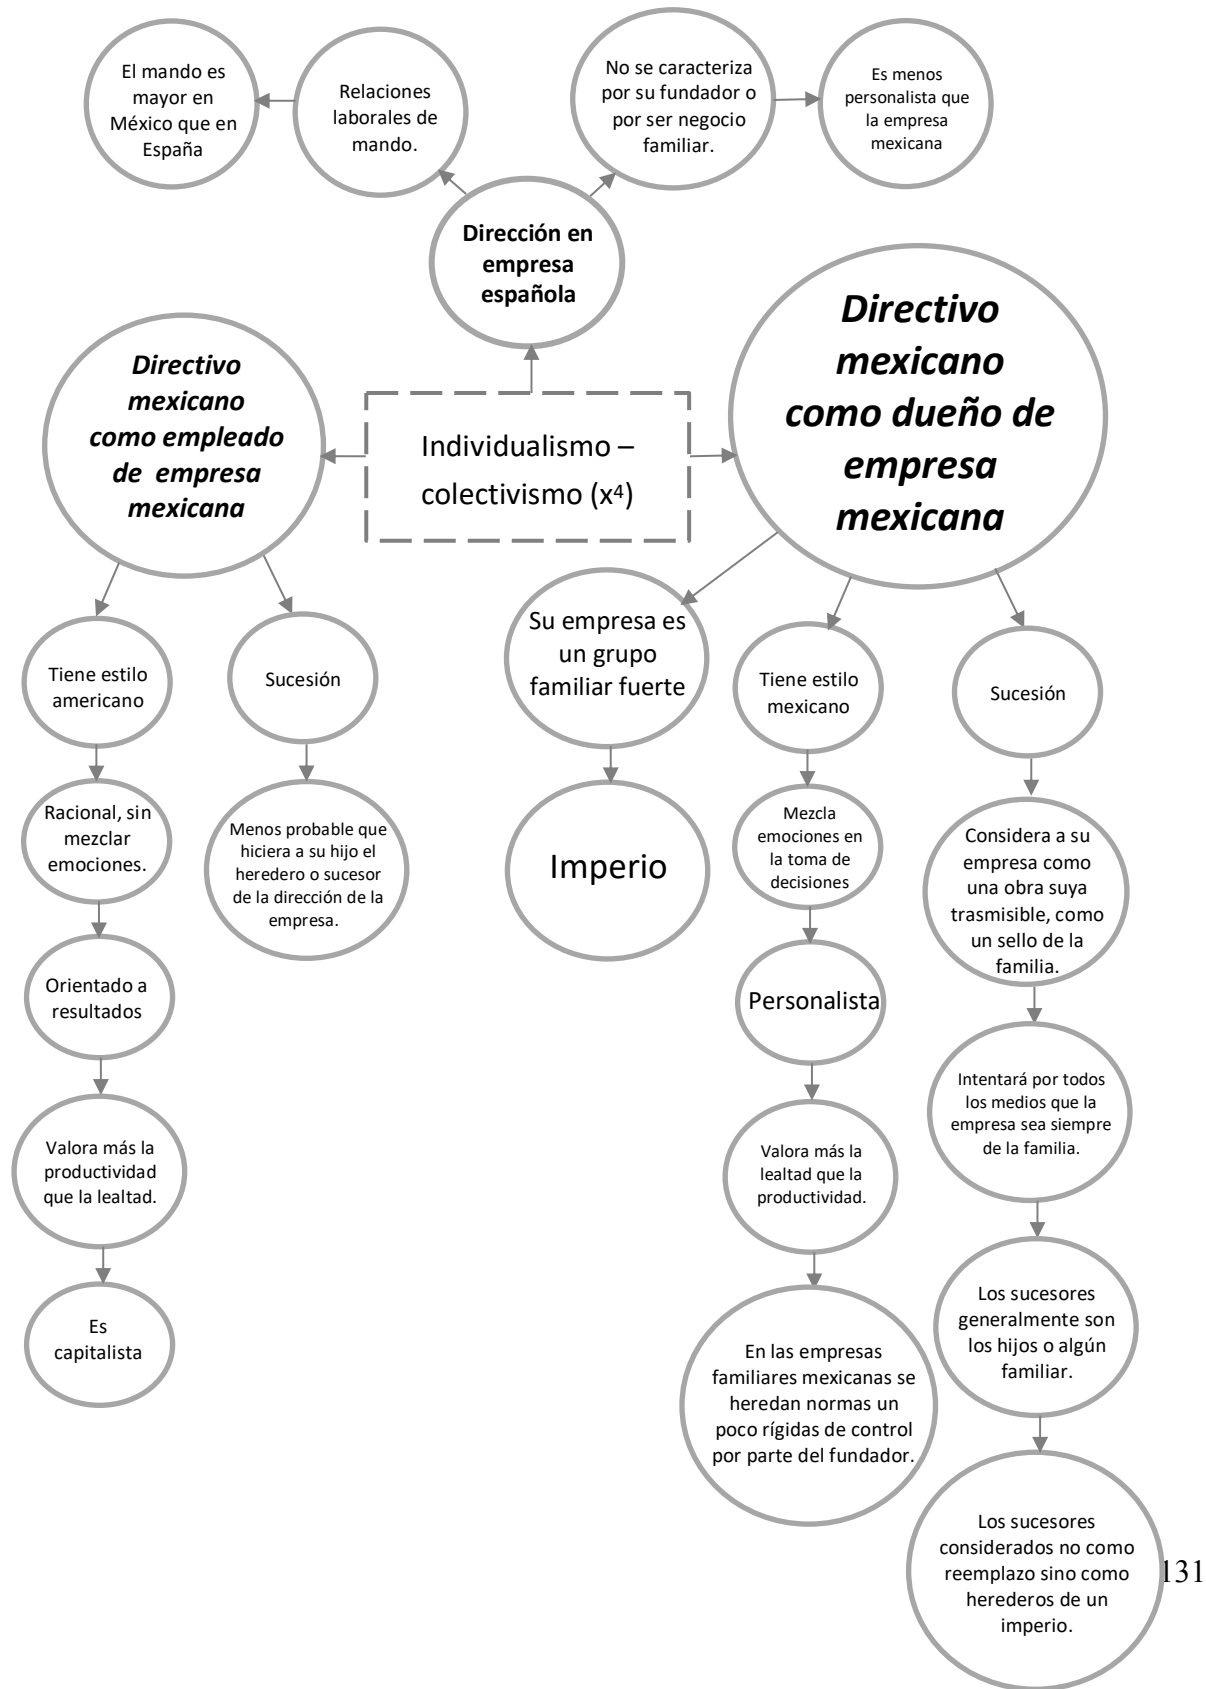 El mando es
mayor en
México que en
España
Relaciones
laborales de
mando.
No se caracteriza
por su fundador o
por ser negocio
familiar.
Es menos
personalista que
la empresa
mexicana
Dirección en
empresa
española
Directivo
mexicano
como empleado
de empresa
mexicana
Individualismo –
colectivismo (x4)
Directivo
mexicano
como dueño de
empresa
mexicana
Tiene estilo
americano
Sucesión
Su empresa es
un grupo
familiar fuerte
Tiene estilo
mexicano
Sucesión
Racional, sin
mezclar
emociones.
Menos probable que
hiciera a su hijo el
heredero o sucesor
de la dirección de la
empresa.
Imperio
Mezcla
emociones en
la toma de
decisiones
Considera a su
empresa como
una obra suya
trasmisible, como
un sello de la
familia.
Orientado a
resultados
Personalista
Intentará por todos
los medios que la
empresa sea siempre
de la familia.
Valora más la
productividad
que la lealtad.
Valora más la
lealtad que la
productividad.
Es
capitalista
En las empresas
familiares mexicanas se
heredan normas un
poco rígidas de control
por parte del fundador.
Los sucesores
generalmente son
los hijos o algún
familiar.
Los sucesores
considerados no como
reemplazo sino como
herederos de un
imperio.
131